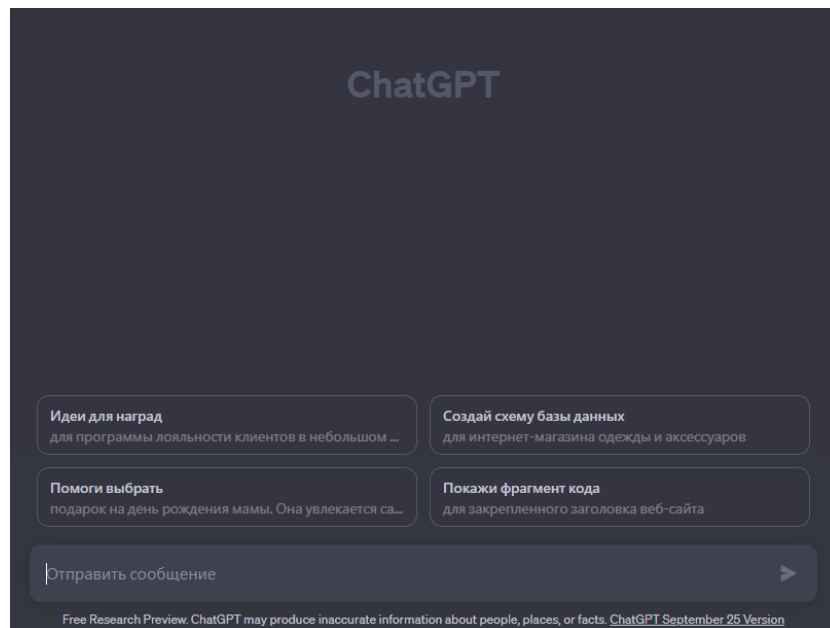 ChatGPT
Идеи для наград
для программы лояльности клиентов в небольшом ...
Создай схему базы данных
для интернет-магазина одежды и аксессуаров
Помоги выбрать
подарок на день рождения мамы. Она увлекается са...
Покажи фрагмент кода
для закрепленного заголовка веб-сайта
Отправить сообщение
Free Research Preview. ChatGPT may produce inaccurate information about people, places, or facts. ChatGPT September 25 Version